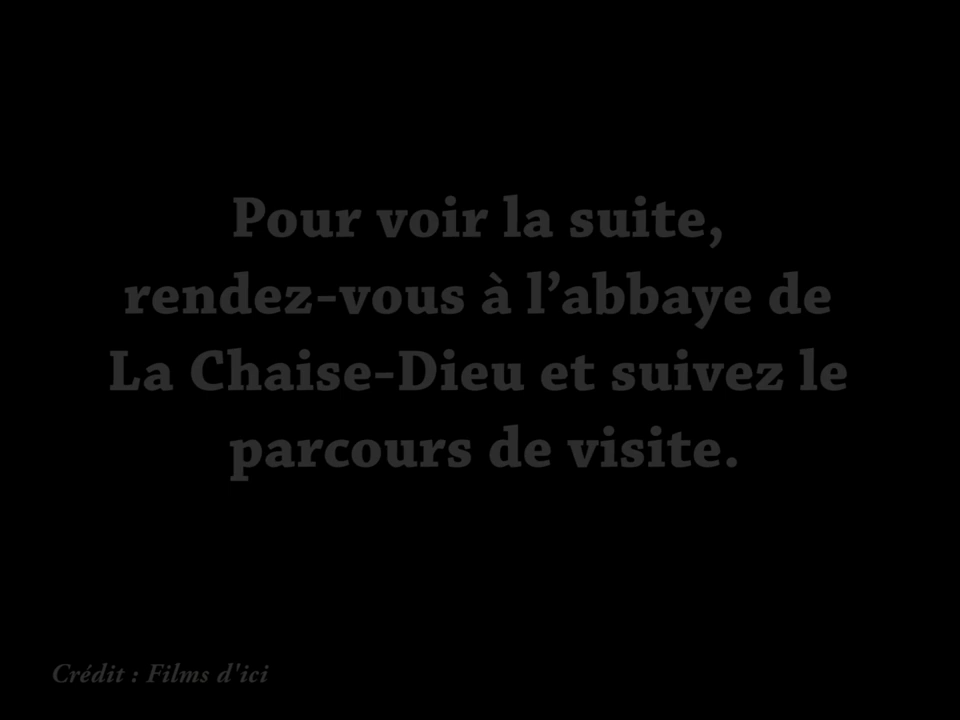 Pour voir la suite,
rendez-vous à l’abbaye de
La Chaise-Dieu et suivez le
parcours de visite.
Crédit : Films d'ici